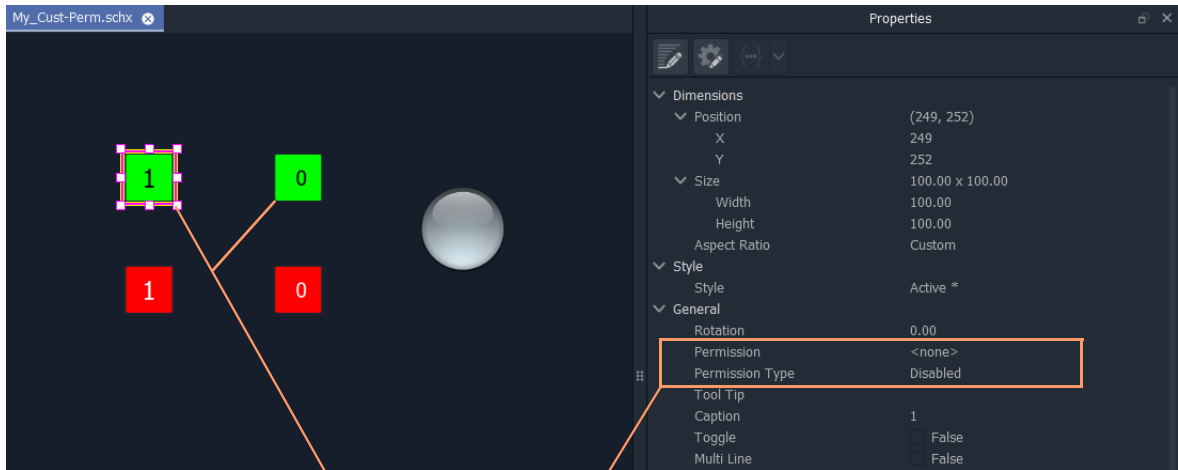 My_Cust-Perm.schx
Properties
Dimensions
Position (249, 252)
X 249
Y 252
Size 100.00 x 100.00
Width 100.00
Height 100.00
Aspect Ratio Custom
Style
Style Active *
General
Rotation 0.00
Permission <none>
Permission Type Disabled
Tool Tip
Caption 1
Toggle False
Multi Line False
1 0
1 0